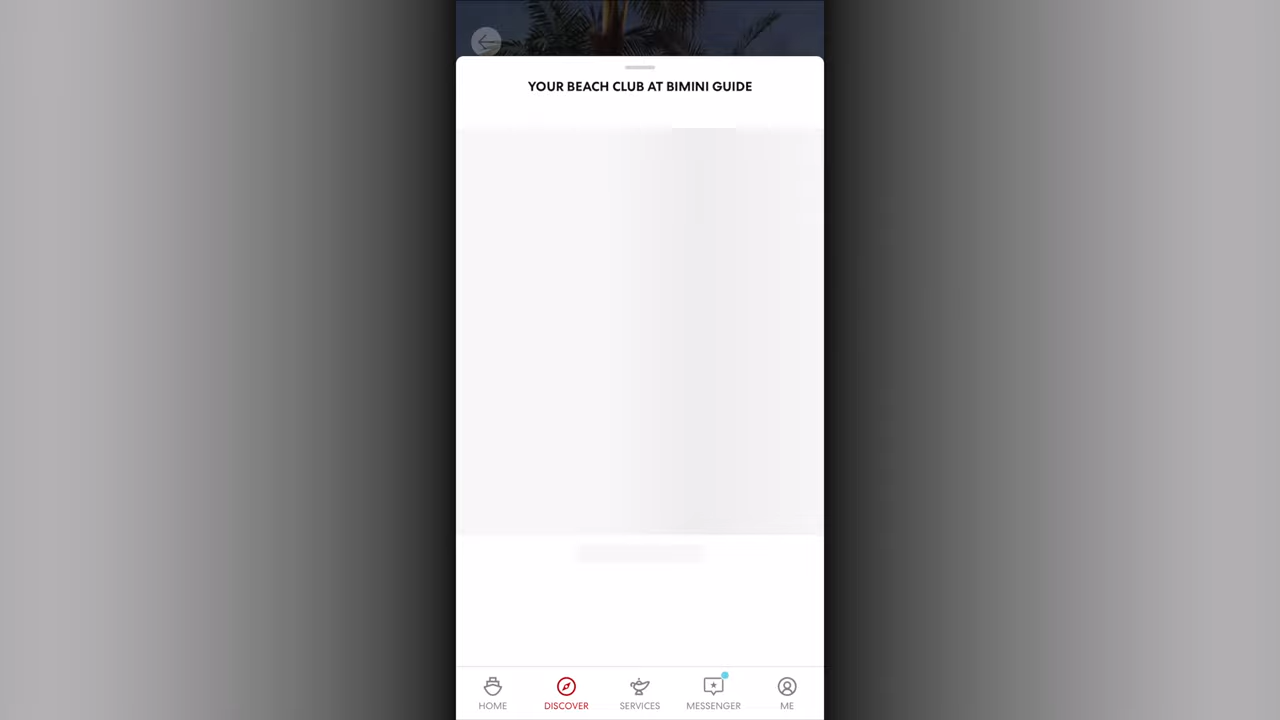 YOUR BEACH CLUB AT BIMINI GUIDE
HOME
DISCOVER
SERVICES
MESSENGER
ME